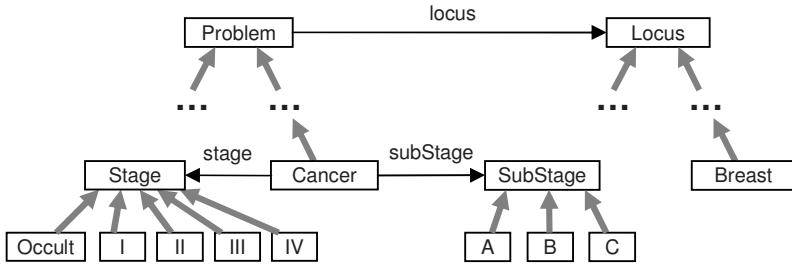 locus
Problem
Locus
... ... ... ...
stage
subStage
Stage
Cancer
SubStage
Breast
Occult
I
II
III
IV
A
B
C